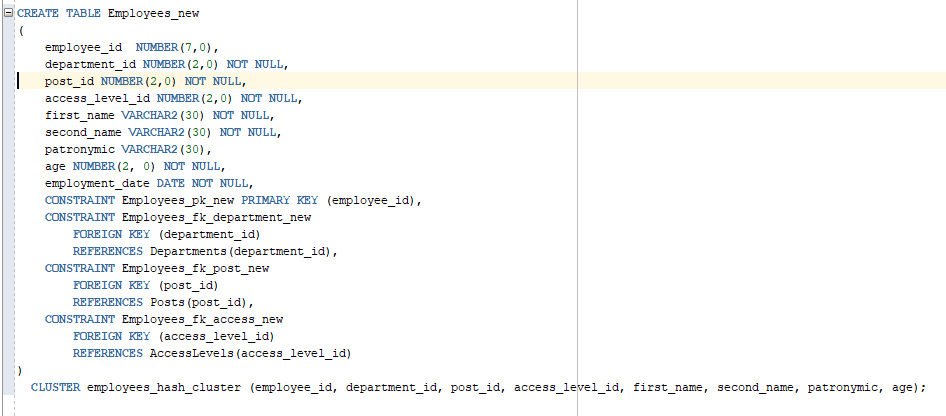 CREATE TABLE Employees_new
(
employee_id NUMBER(7,0),
department_id NUMBER(2,0) NOT NULL,
post_id NUMBER(2,0) NOT NULL,
access_level_id NUMBER(2,0) NOT NULL,
first_name VARCHAR2(30) NOT NULL,
second_name VARCHAR2(30) NOT NULL,
patronymic VARCHAR2(30),
age NUMBER(2, 0) NOT NULL,
employment_date DATE NOT NULL,
CONSTRAINT Employees_pk_new PRIMARY KEY (employee_id),
CONSTRAINT Employees_fk_department_new
FOREIGN KEY (department_id)
REFERENCES Departments(department_id),
CONSTRAINT Employees_fk_post_new
FOREIGN KEY (post_id)
REFERENCES Posts(post_id),
CONSTRAINT Employees_fk_access_new
FOREIGN KEY (access_level_id)
REFERENCES AccessLevels(access_level_id)
)
CLUSTER employees_hash_cluster (employee_id, department_id, post_id, access_level_id, first_name, second_name, patronymic, age);